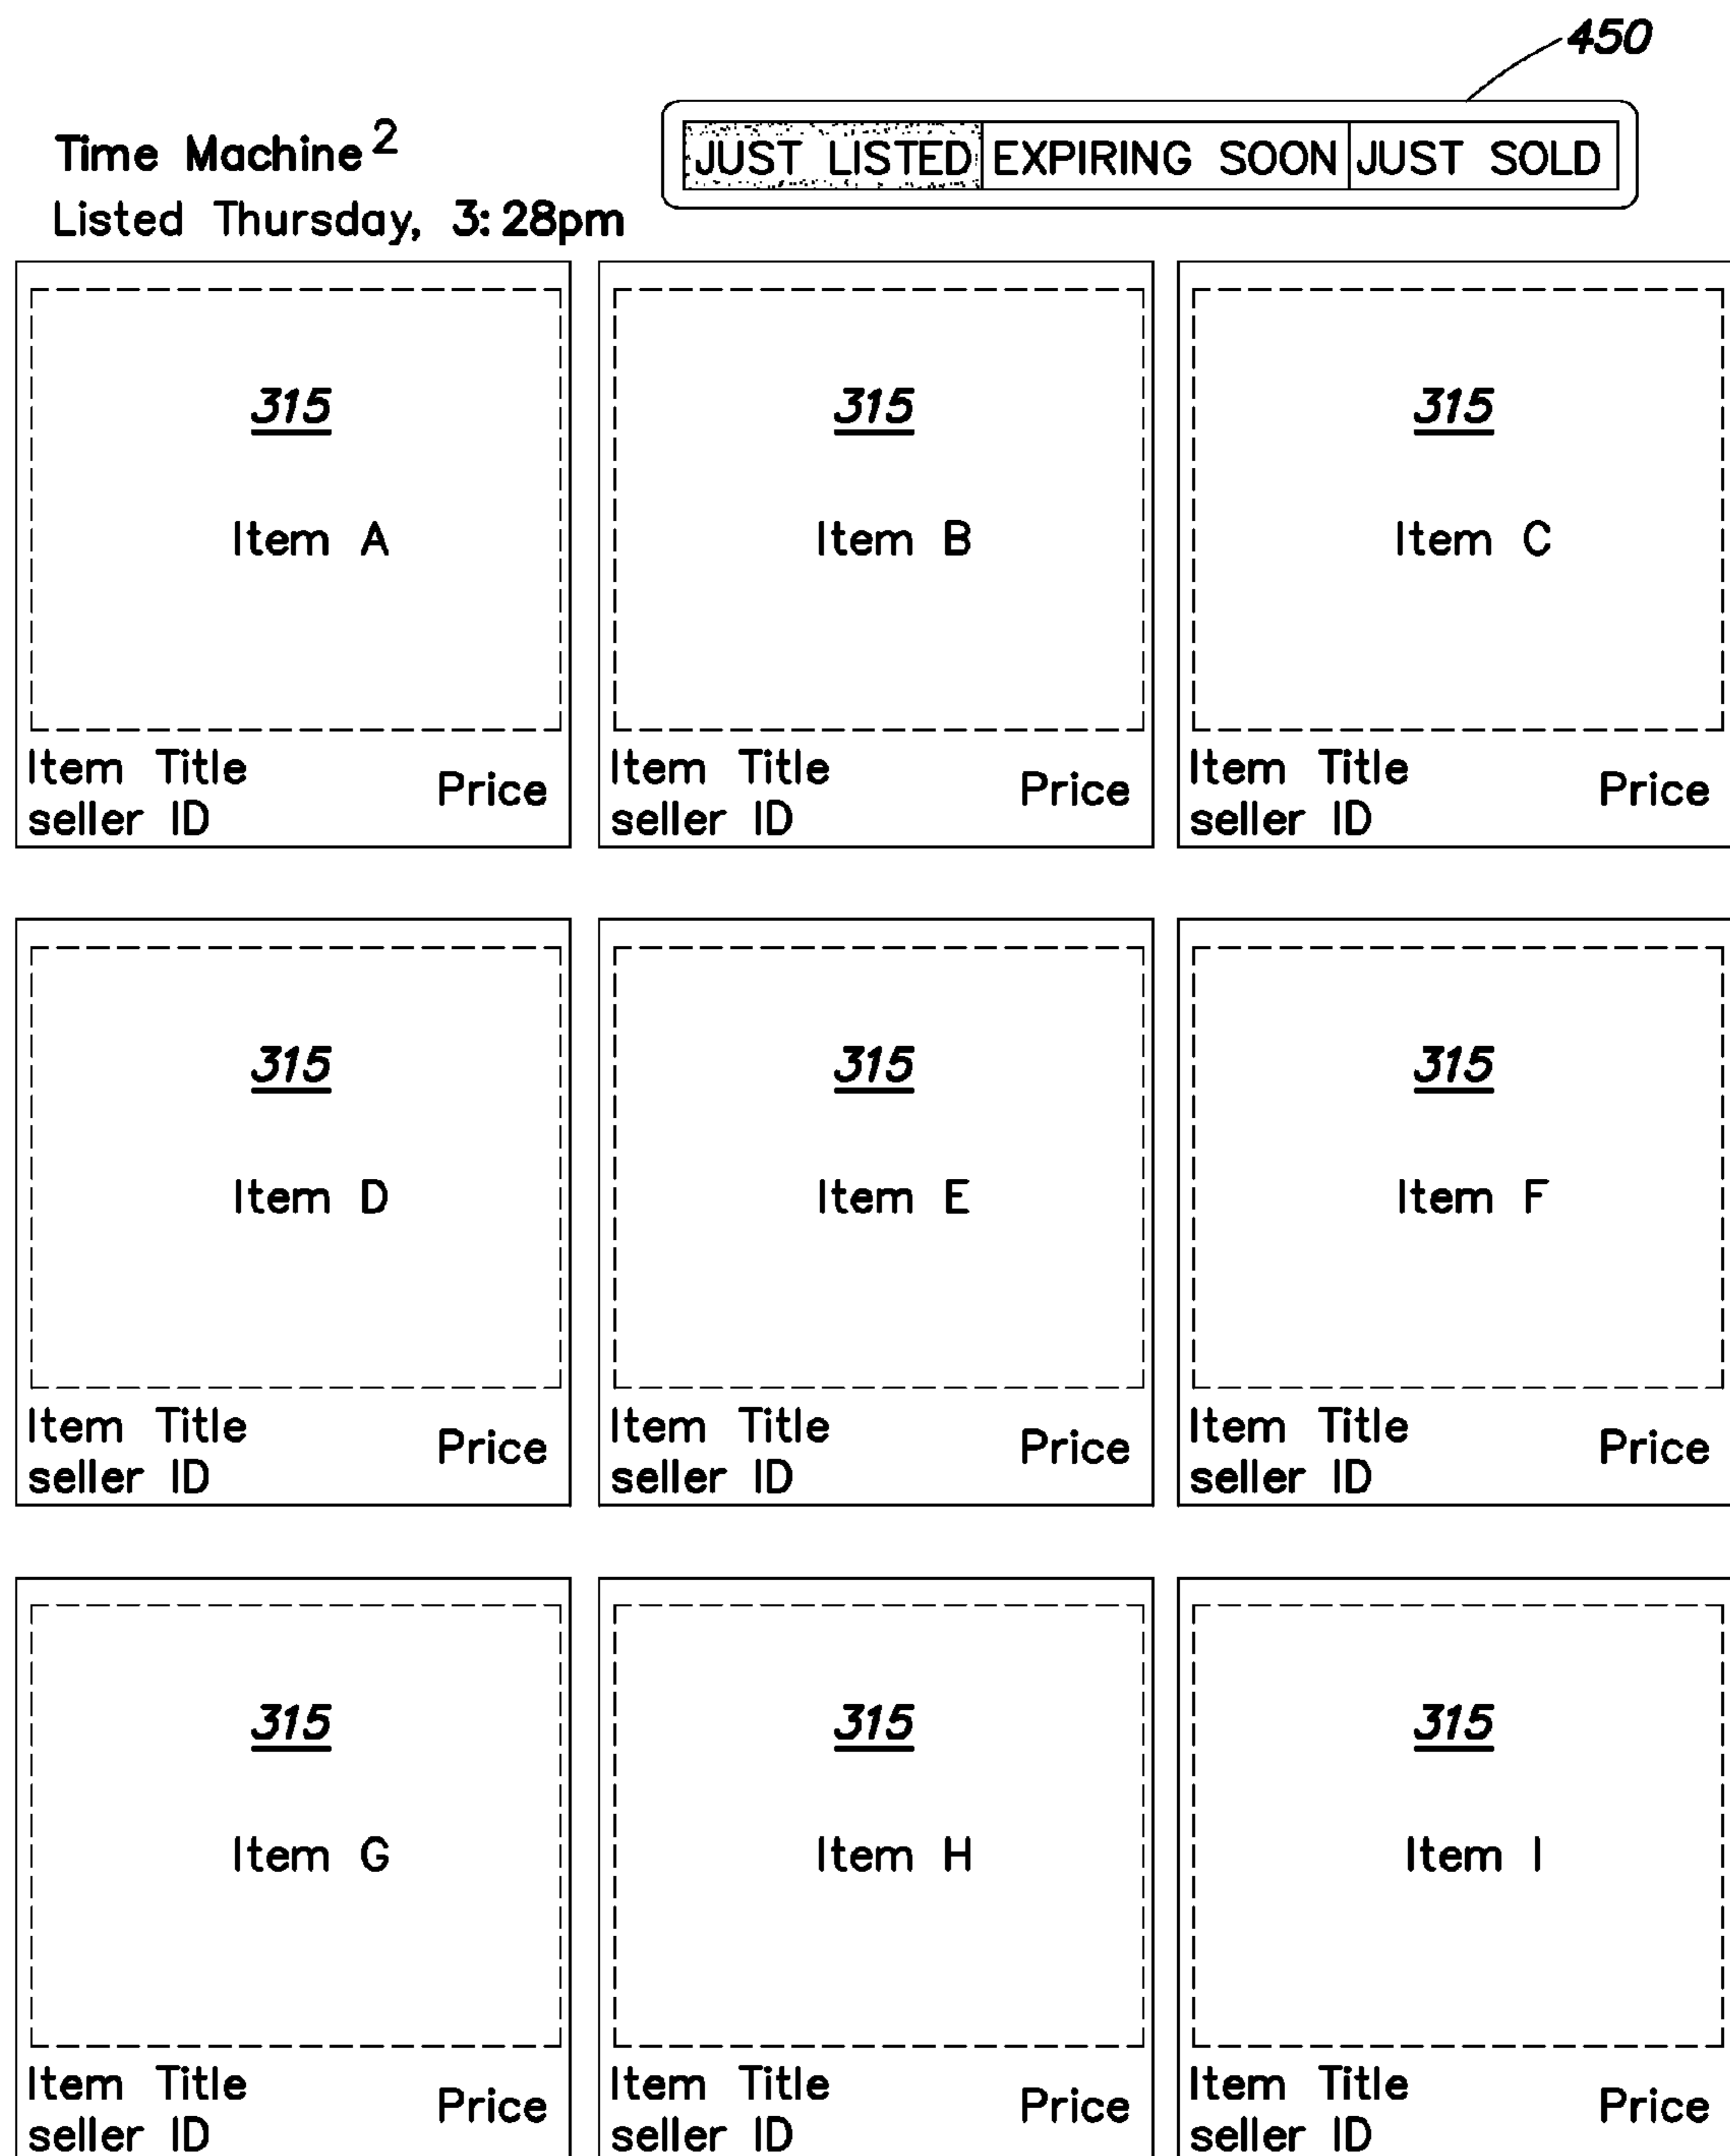 450
Time Machine²
JUST LISTED EXPIRING SOON JUST SOLD
Listed Thursday, 3:28pm
315 315 315
Item A Item B Item C
Item Title Item Title Item Title
Price Price Price
seller ID seller ID seller ID
315 315 315
Item D Item E Item F
Item Title Item Title Item Title
Price Price Price
seller ID seller ID seller ID
315 315 315
Item G Item H Item I
Item Title Item Title Item Title
Price Price Price
seller ID seller ID seller ID